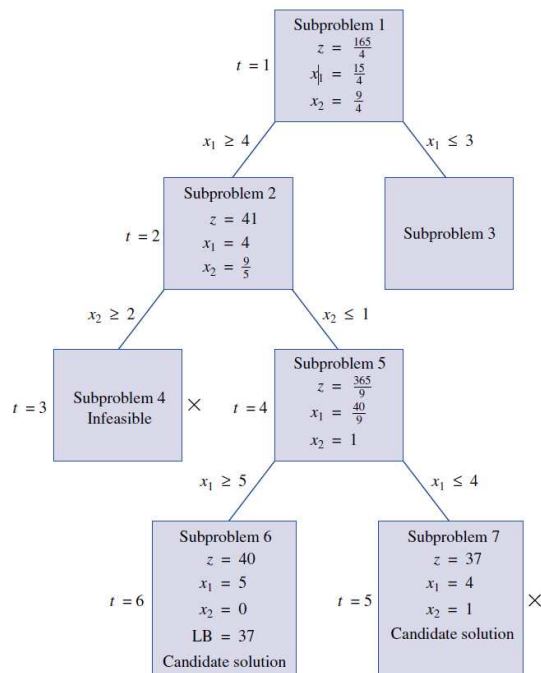 Subproblem 1
z = 165/4
t = 1
x₁ = 15/4
x₂ = 9/4
x₁ ≥ 4
x₁ ≤ 3
Subproblem 2
z = 41
t = 2
x₁ = 4
x₂ = 9/5
Subproblem 3
x₂ ≥ 2
x₂ ≤ 1
t = 3
Subproblem 4
Infeasible
×
Subproblem 5
z = 365/9
t = 4
x₁ = 40/9
x₂ = 1
x₁ ≥ 5
x₁ ≤ 4
Subproblem 6
z = 40
x₁ = 5
t = 6
x₂ = 0
LB = 37
Candidate solution
Subproblem 7
z = 37
x₁ = 4
t = 5
x₂ = 1
Candidate solution
×